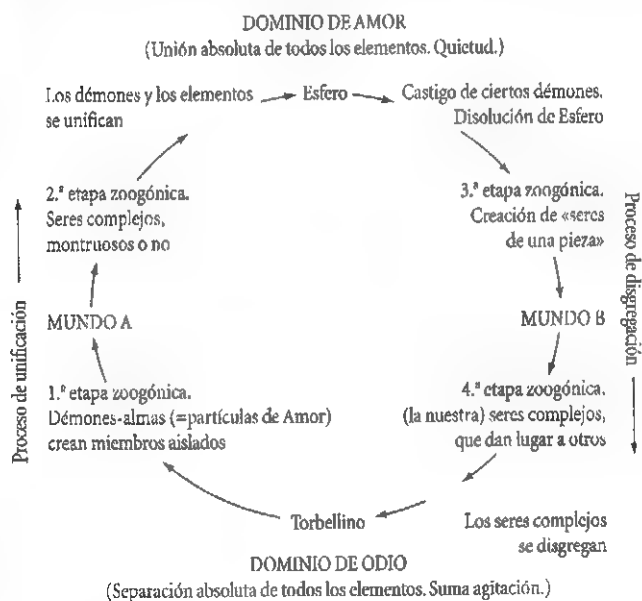 DOMINIO DE AMOR
(Unión absoluta de todos los elementos. Quietud.)
Los démones y los elementos
se unifican
Esfero
Castigo de ciertos démones.
Disolución de Esfero
2.ª etapa zoogónica.
Seres complejos,
montruosos o no
3.ª etapa zoogónica.
Creación de «seres
de una pieza»
Proceso de unificación
MUNDO A
MUNDO B
Proceso de disgregación
1.ª etapa zoogónica.
Démones-almas (=partículas de Amor)
crean miembros aislados
4.ª etapa zoogónica.
(la nuestra) seres complejos,
que dan lugar a otros
Torbellino
Los seres complejos
se disgregan
DOMINIO DE ODIO
(Separación absoluta de todos los elementos. Suma agitación.)